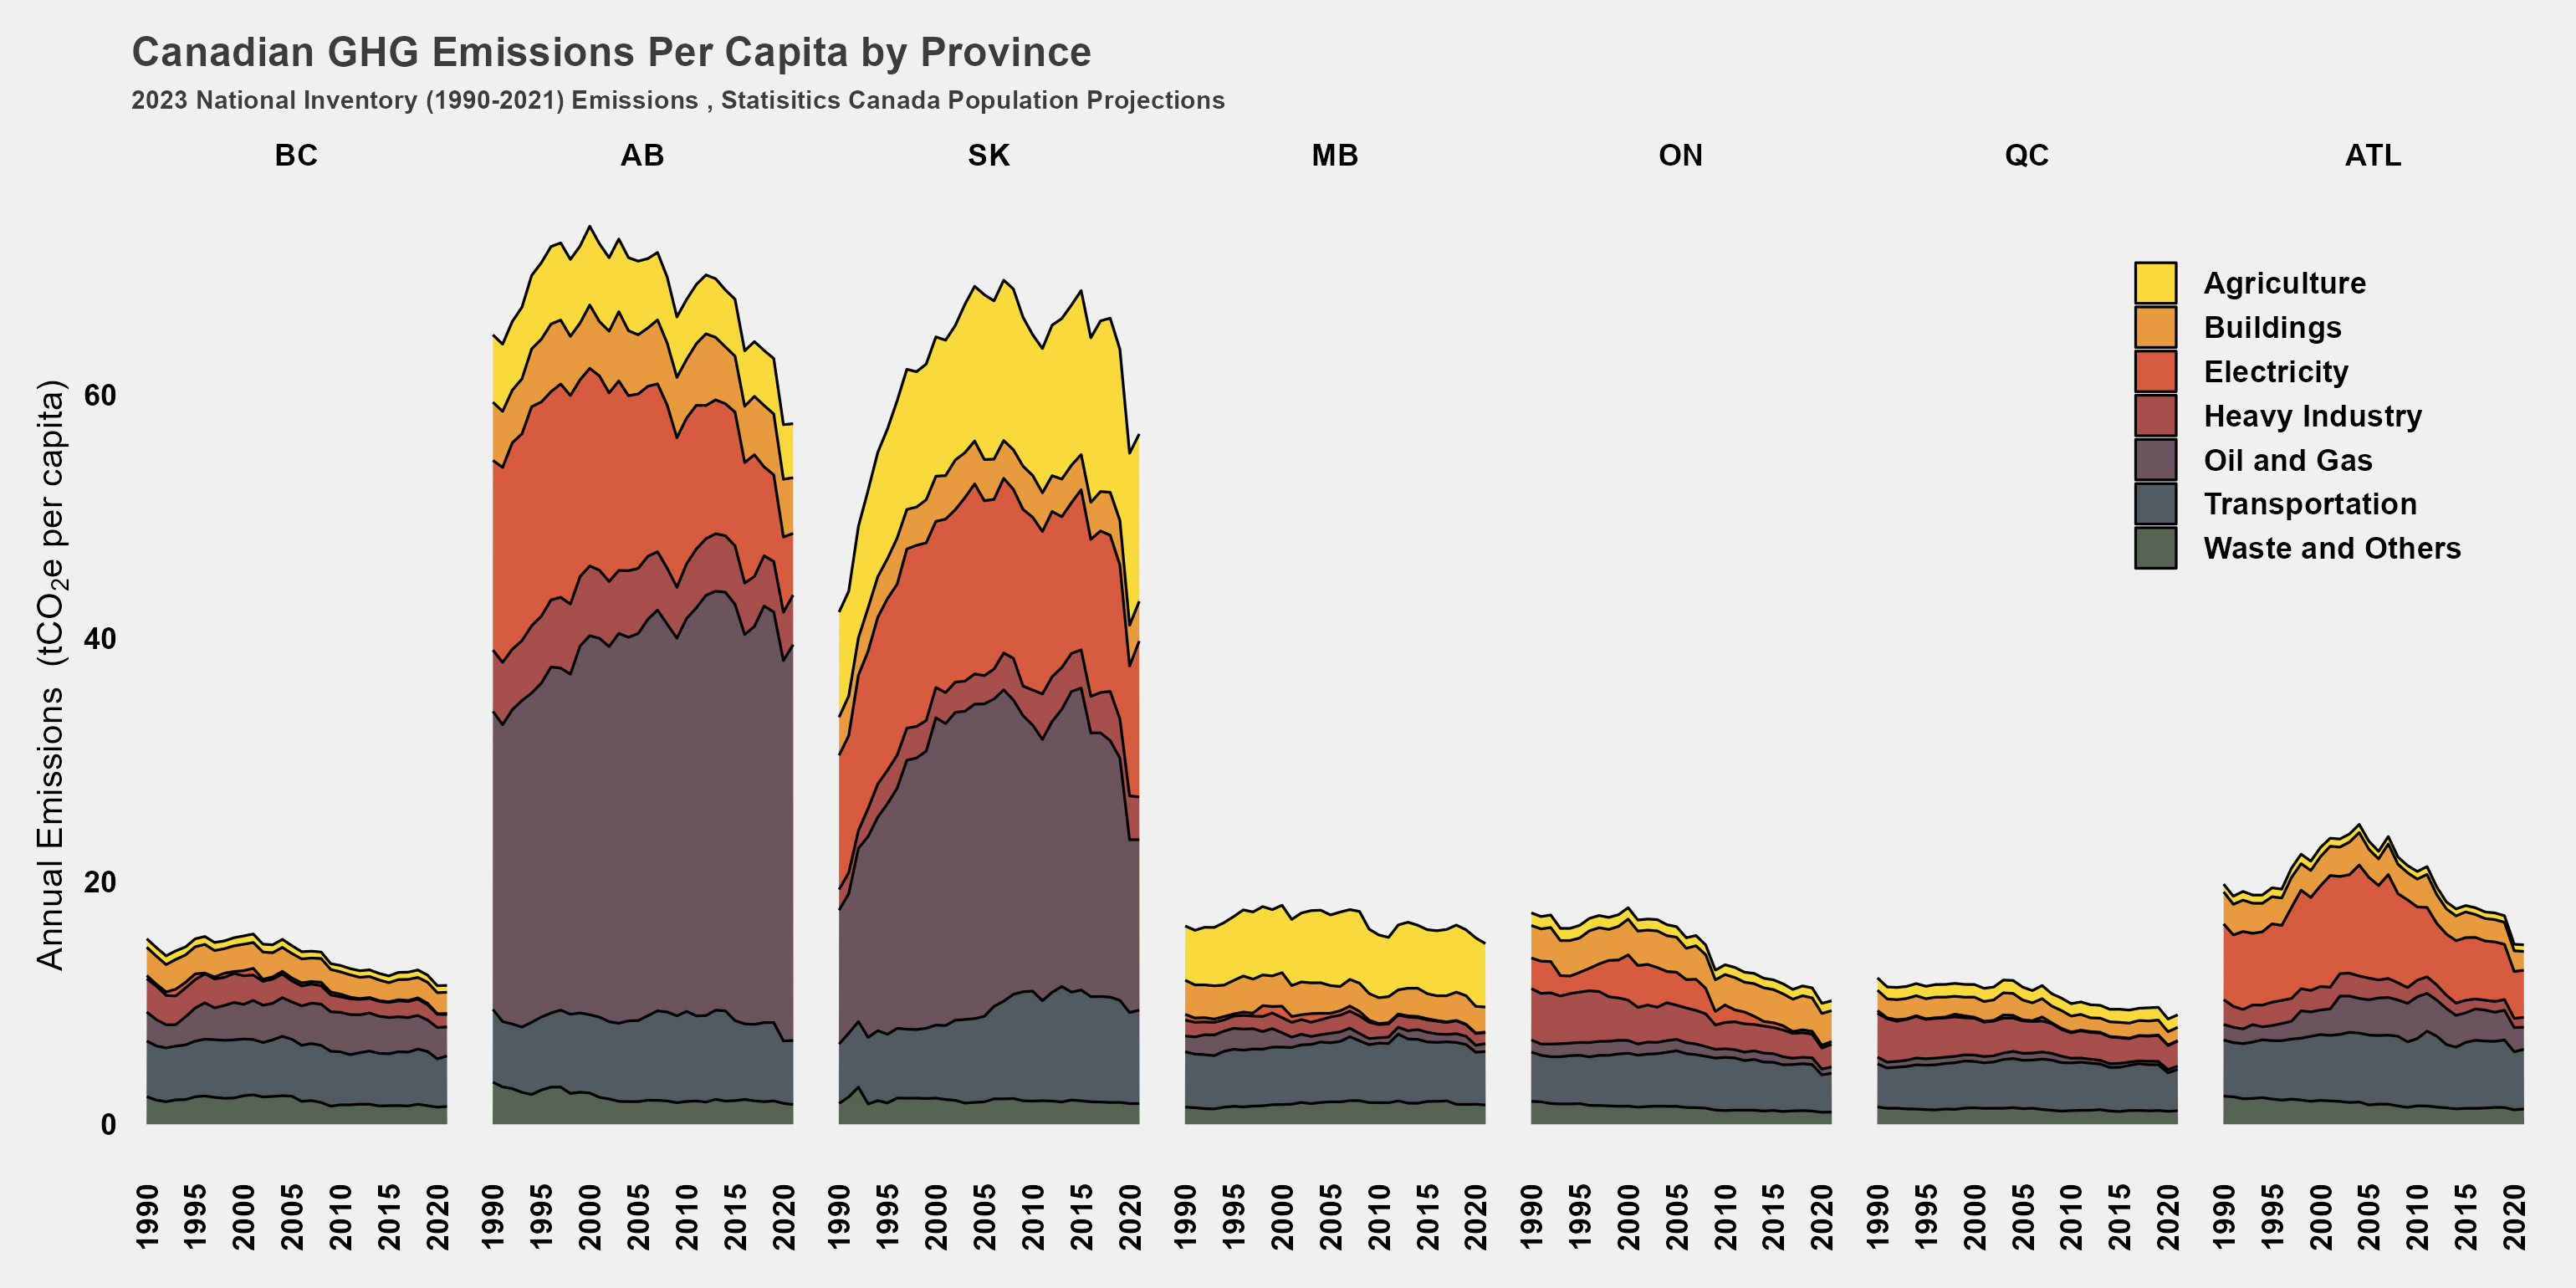 Canadian GHG Emissions Per Capita by Province
2023 National Inventory (1990-2021) Emissions , Statisitics Canada Population Projections
BC AB SK MB ON QC ATL
Annual Emissions (tCO₂e per capita)
60
40
20
0
Agriculture
Buildings
Electricity
Heavy Industry
Oil and Gas
Transportation
Waste and Others
1990 1995 2000 2005 2010 2015 2020 1990 1995 2000 2005 2010 2015 2020 1990 1995 2000 2005 2010 2015 2020 1990 1995 2000 2005 2010 2015 2020 1990 1995 2000 2005 2010 2015 2020 1990 1995 2000 2005 2010 2015 2020 1990 1995 2000 2005 2010 2015 2020